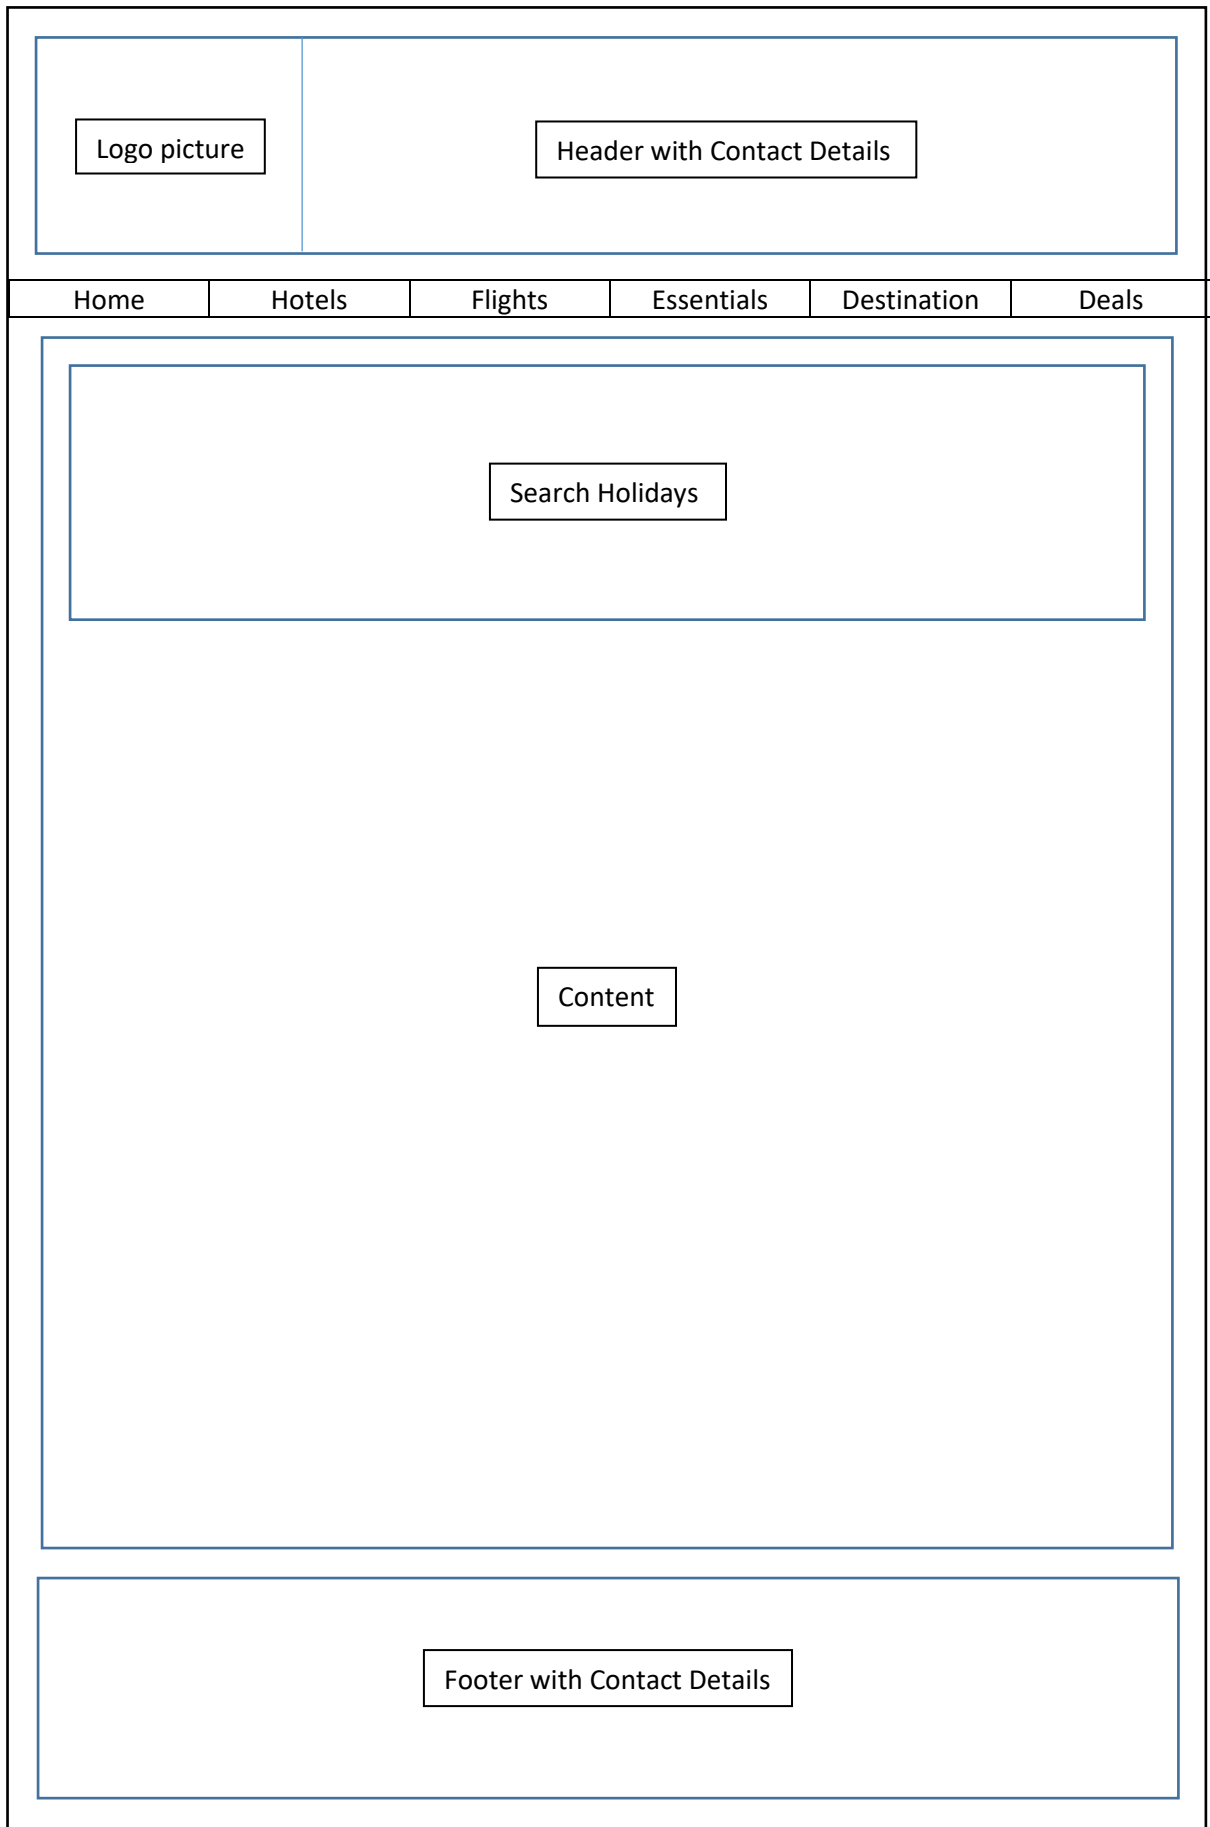 Logo picture
Header with Contact Details
Home Hotels Flights Essentials Destination Deals
Search Holidays
Content
Footer with Contact Details